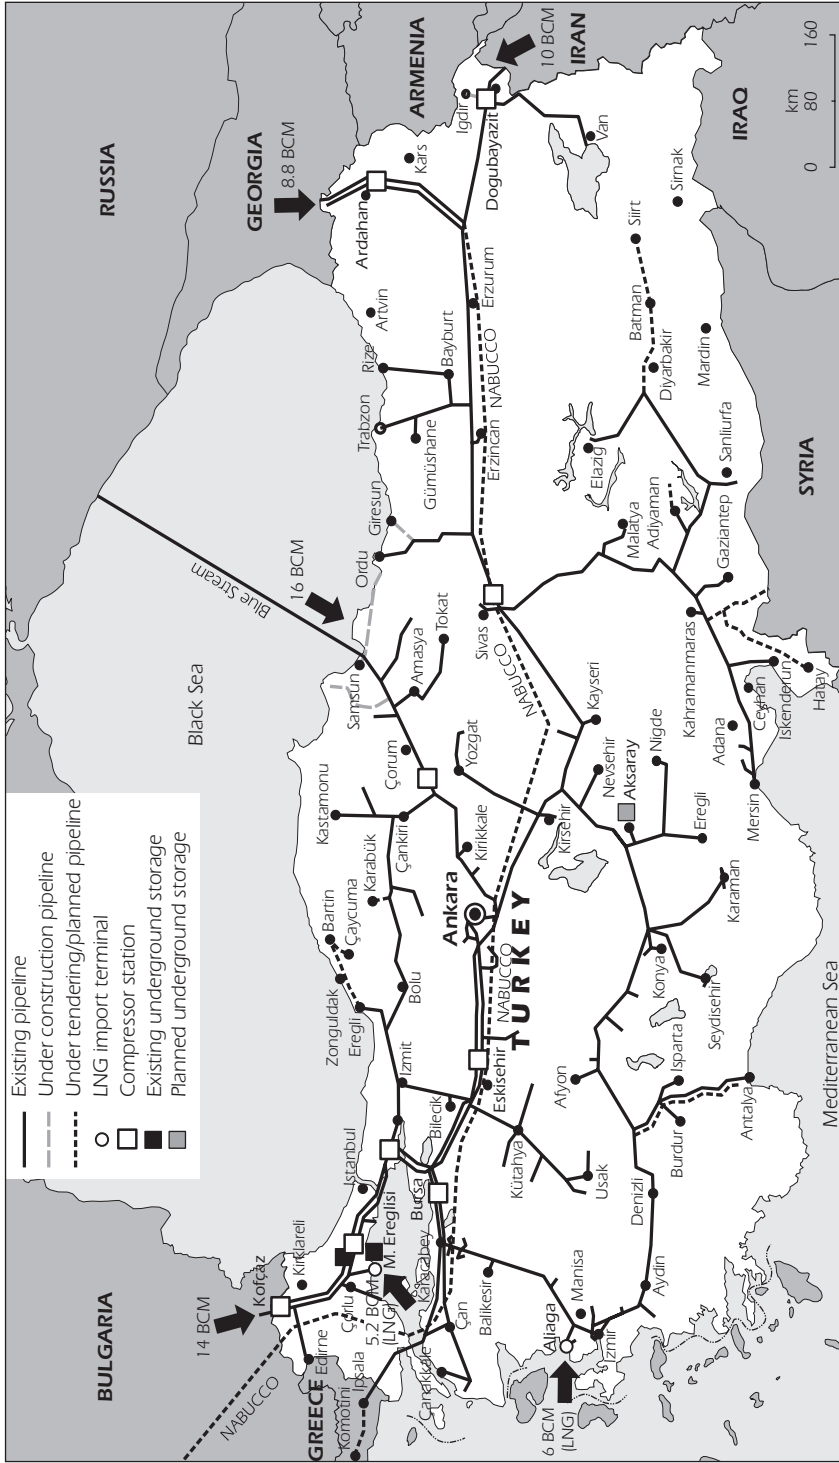 Existing pipeline
Under construction pipeline
Under tendering/planned pipeline
LNG import terminal
Compressor station
Existing underground storage
Planned underground storage
RUSSIA
BULGARIA
GEORGIA
8.8 BCM
ARMENIA
IRAN
10 BCM
IRAQ
SYRIA
GREECE
TURKEY
Black Sea
Mediterranean Sea
Blue Stream
16 BCM
14 BCM
5.2 BCM
(LNG)
6 BCM
(LNG)
NABUCCO
NABUCCO
NABUCCO
NABUCCO
Kofçaz
Kirklareli
Edirne
Çorlu
M. Ereglisi
Istanbul
Ipsala
Komotini
Çanakkale
Çan
Karacabey
Bursa
Balikesir
Izmit
Bilecik
Eskisehir
Kütahya
Usak
Afyon
Manisa
Aliaga
Izmir
Aydin
Denizli
Burdur
Isparta
Antalya
Zonguldak
Eregli
Bartin
Çaycuma
Karabük
Bolu
Kastamonu
Çankiri
Çorum
Ankara
Kirikkale
Yozgat
Kirsehir
Nevsehir
Aksaray
Nigde
Eregli
Karaman
Konya
Seydisehir
Kayseri
Samsun
Amasya
Tokat
Sivas
Ordu
Giresun
Trabzon
Gümüshane
Rize
Bayburt
Artvin
Ardahan
Kars
Igdir
Dogubayazit
Erzurum
Erzincan
Van
Elazig
Malatya
Adiyaman
Diyarbakir
Batman
Siirt
Sirnak
Mardin
Sanliurfa
Gaziantep
Kahramanmaras
Adana
Ceyhan
Iskenderun
Hatay
Mersin
km
0 80 160